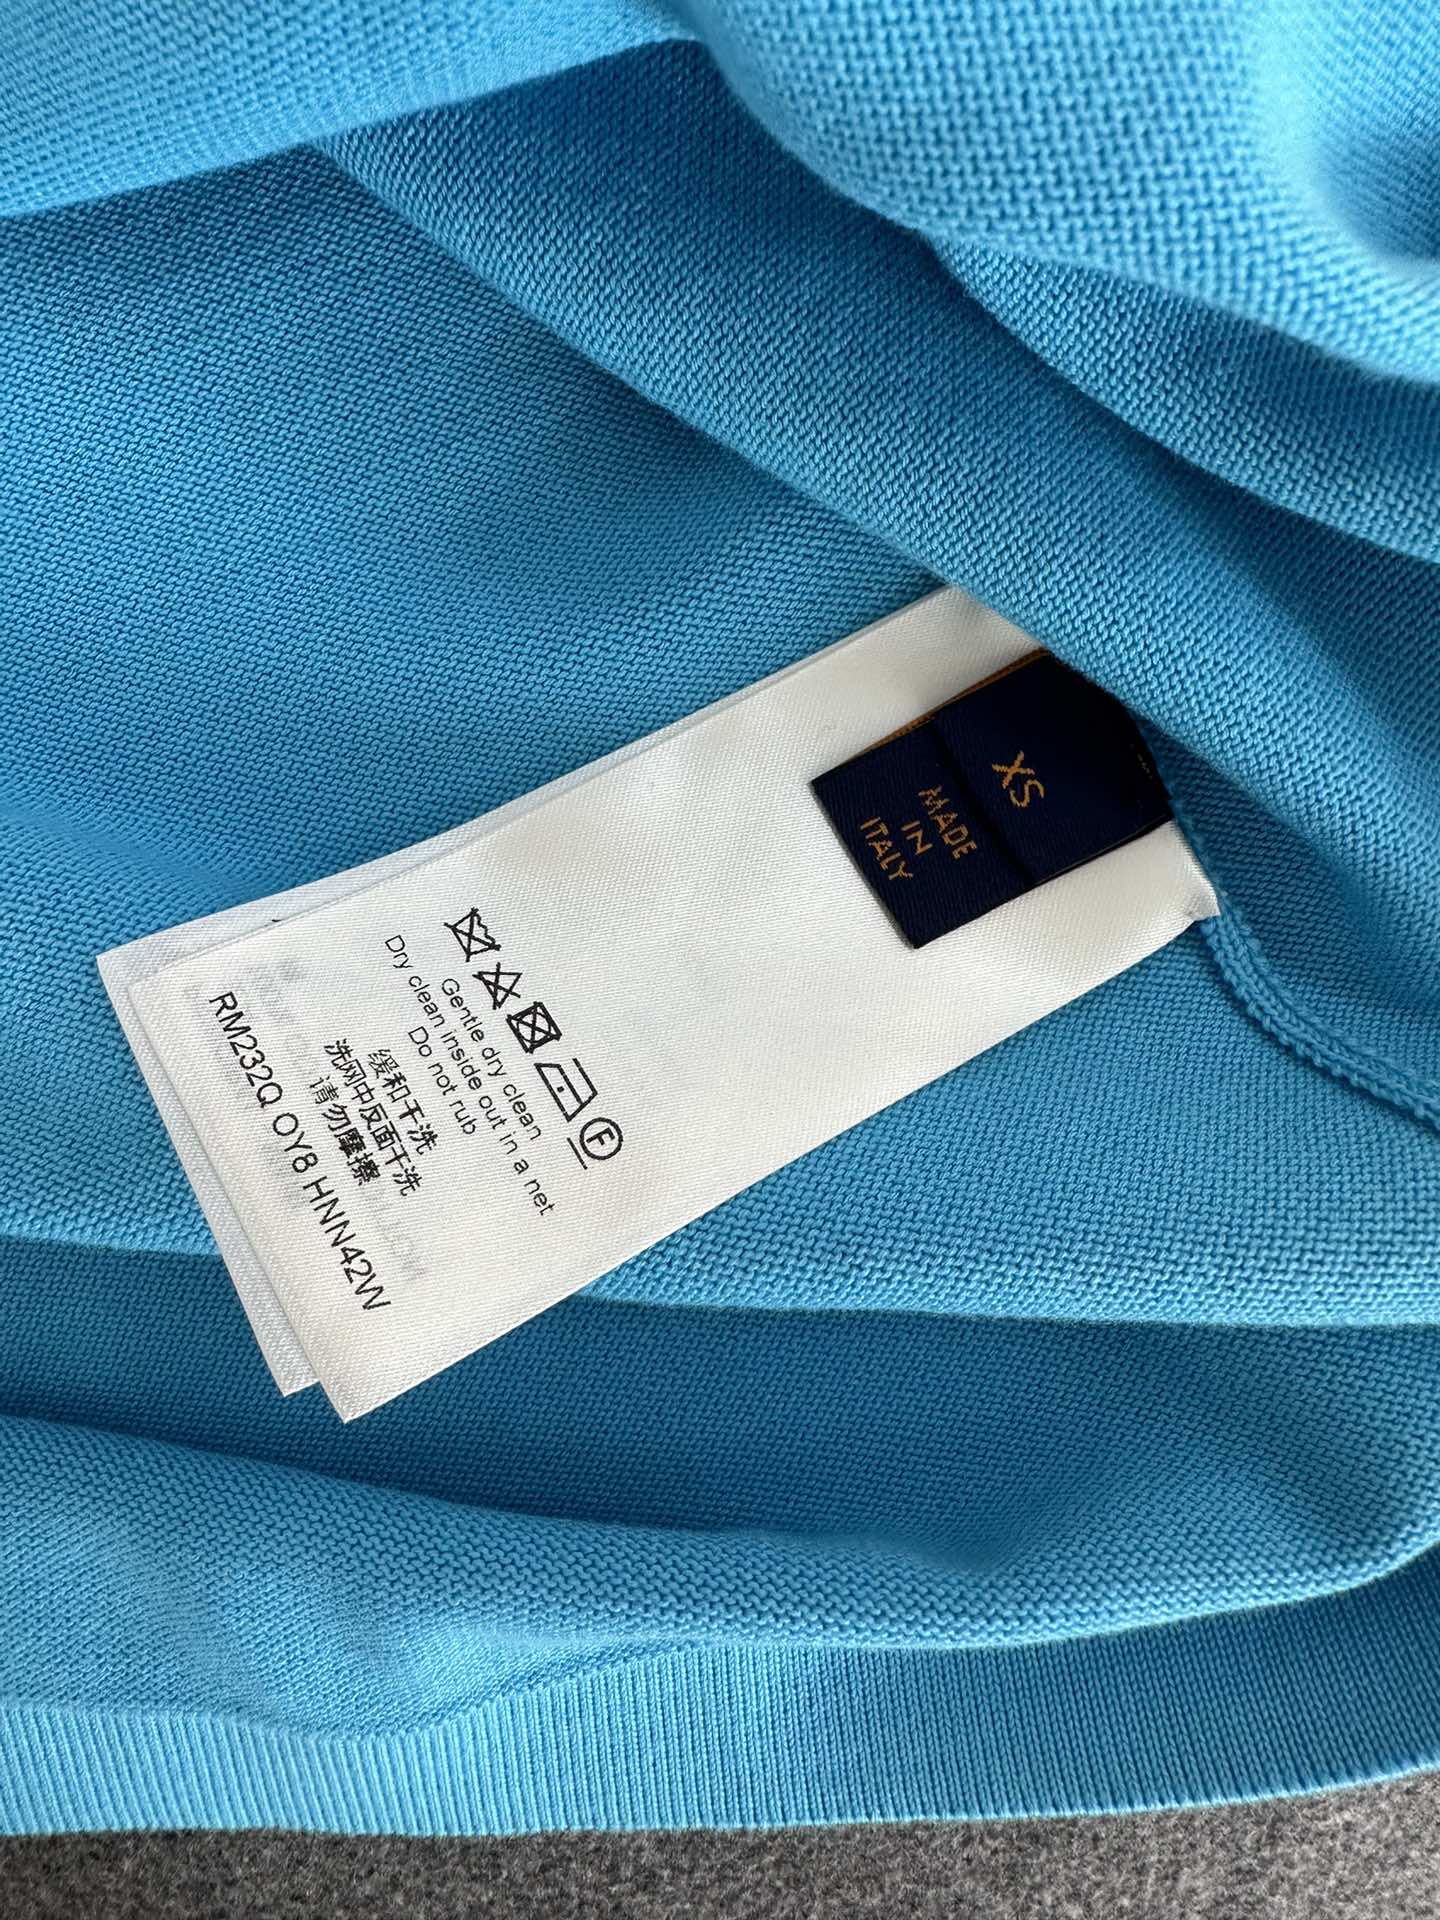 XS
MADE
IN
ITALY
F
Gentle dry clean
Dry clean inside out in a net
Do not rub
缓和干洗
洗网中反面干洗
请勿摩擦
RM232Q OY8 HNN42W